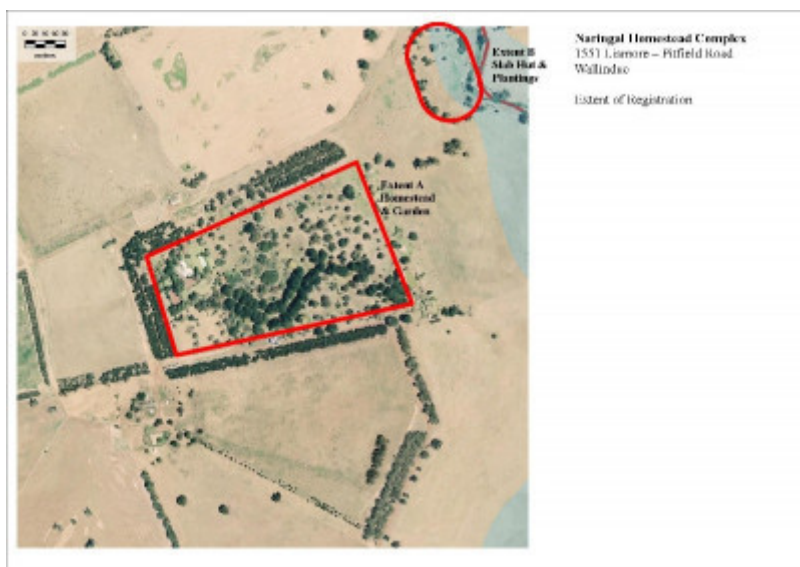 Naringal Homestead Complex
1551 Lismore – Pitfield Road
Wallinduc
Extent of Registration
Extent B
Slab Hut &
Plantings
Extent A
Homestead
& Garden